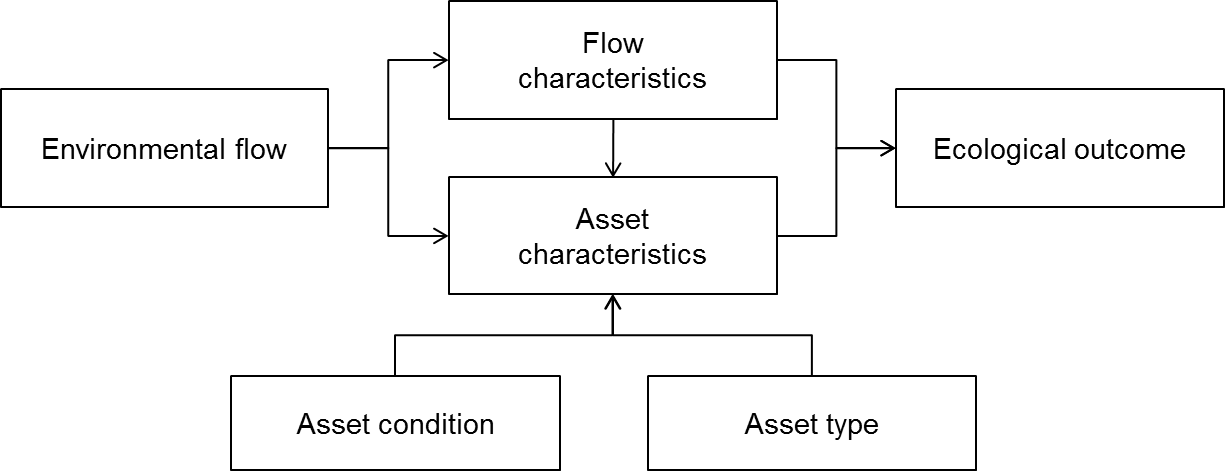 Flow
characteristics
Environmental flow
Ecological outcome
Asset
characteristics
Asset condition
Asset type